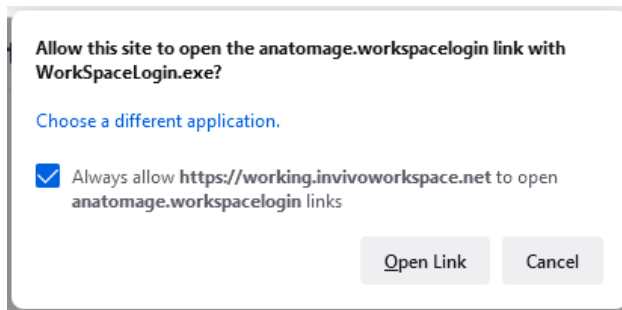 Allow this site to open the anatomage.workspacelogin link with
WorkSpaceLogin.exe?
Choose a different application.
Always allow https://working.invivoworkspace.net to open
anatomage.workspacelogin links
Open Link Cancel